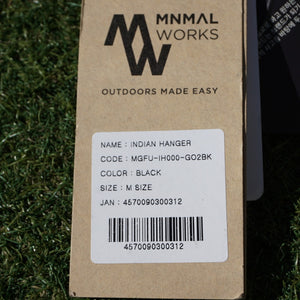 MNMAL
WORKS
OUTDOORS MADE EASY
NAME : INDIAN HANGER
CODE : MGFU-IH000-GO2BK
COLOR : BLACK
SIZE : M SIZE
JAN : 4570090300312
4570090300312